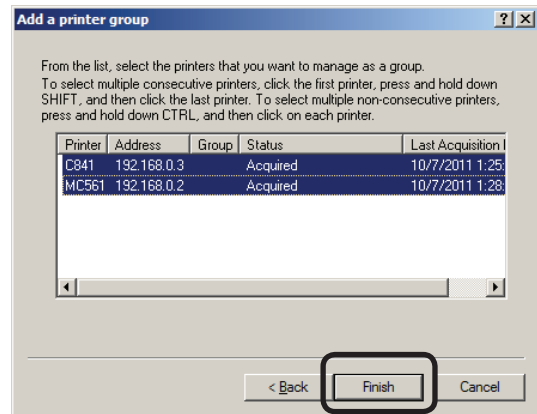 Add a printer group
From the list, select the printers that you want to manage as a group.
To select multiple consecutive printers, click the first printer, press and hold down
SHIFT, and then click the last printer. To select multiple non-consecutive printers,
press and hold down CTRL, and then click on each printer.
Printer Address Group Status Last Acquisition
C841 192.168.0.3 Acquired 10/7/2011 1:25:
MC561 192.168.0.2 Acquired 10/7/2011 1:28:
< Back Finish Cancel